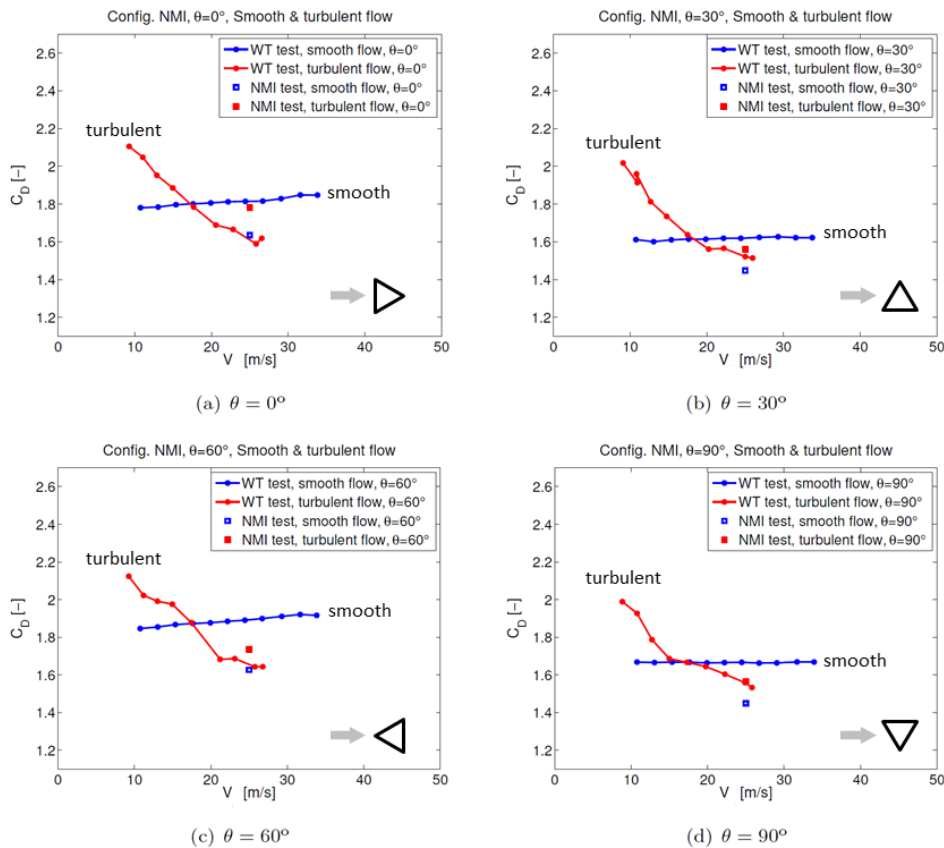 Config. NMI, θ=0°, Smooth & turbulent flow
WT test, smooth flow, θ=0°
WT test, turbulent flow, θ=0°
NMI test, smooth flow, θ=0°
NMI test, turbulent flow, θ=0°
2.6
2.4
2.2
2
1.8
1.6
1.4
1.2
C_D [−]
turbulent
smooth
0 10 20 30 40 50
V [m/s]
(a) θ = 0º
Config. NMI, θ=30°, Smooth & turbulent flow
WT test, smooth flow, θ=30°
WT test, turbulent flow, θ=30°
NMI test, smooth flow, θ=30°
NMI test, turbulent flow, θ=30°
2.6
2.4
2.2
2
1.8
1.6
1.4
1.2
C_D [−]
turbulent
smooth
0 10 20 30 40 50
V [m/s]
(b) θ = 30º
Config. NMI, θ=60°, Smooth & turbulent flow
WT test, smooth flow, θ=60°
WT test, turbulent flow, θ=60°
NMI test, smooth flow, θ=60°
NMI test, turbulent flow, θ=60°
2.6
2.4
2.2
2
1.8
1.6
1.4
1.2
C_D [−]
turbulent
smooth
0 10 20 30 40 50
V [m/s]
(c) θ = 60º
Config. NMI, θ=90°, Smooth & turbulent flow
WT test, smooth flow, θ=90°
WT test, turbulent flow, θ=90°
NMI test, smooth flow, θ=90°
NMI test, turbulent flow, θ=90°
2.6
2.4
2.2
2
1.8
1.6
1.4
1.2
C_D [−]
turbulent
smooth
0 10 20 30 40 50
V [m/s]
(d) θ = 90º